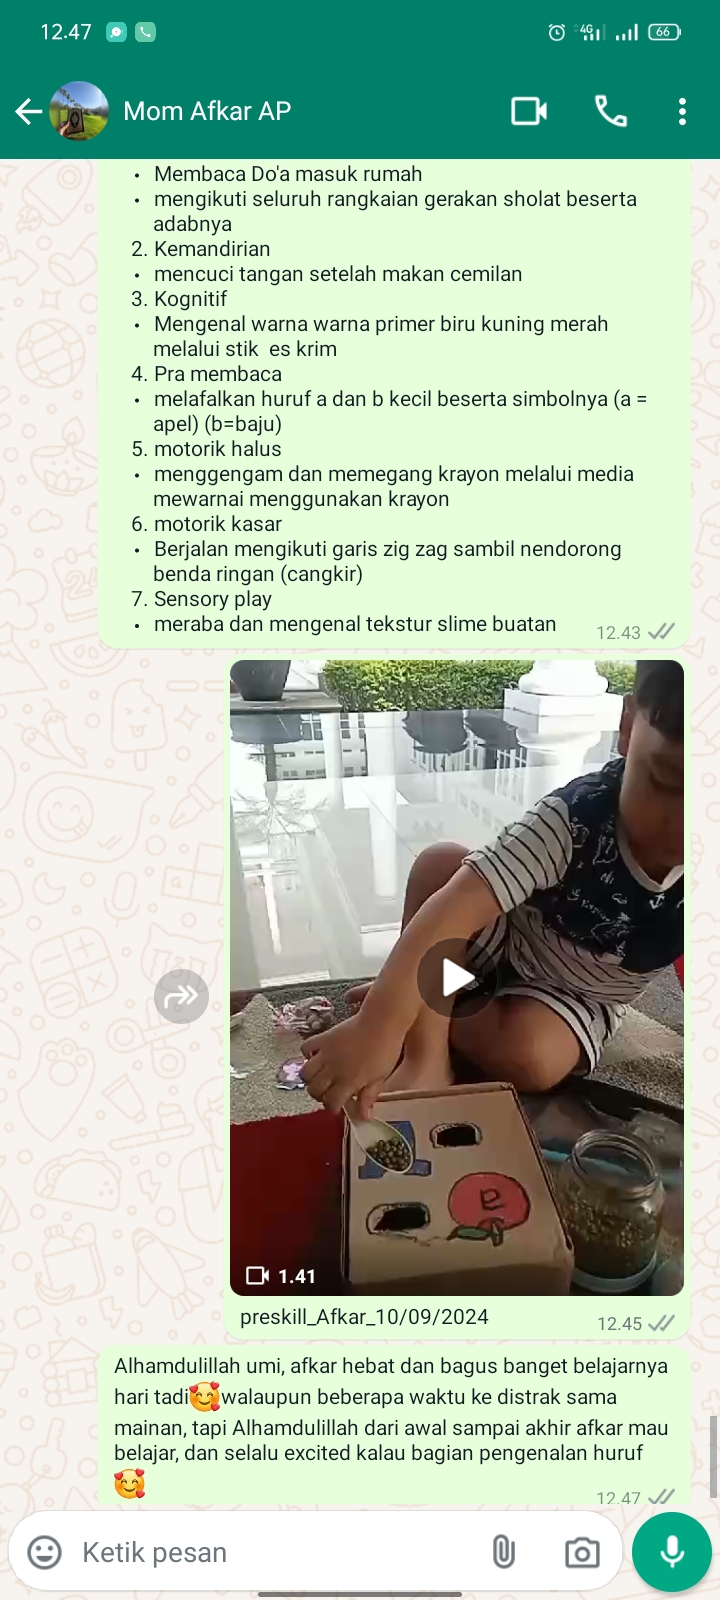 12.47
4G
66
Mom Afkar AP
• Membaca Do'a masuk rumah
• mengikuti seluruh rangkaian gerakan sholat beserta
adabnya
2. Kemandirian
• mencuci tangan setelah makan cemilan
3. Kognitif
• Mengenal warna warna primer biru kuning merah
melalui stik  es krim
4. Pra membaca
• melafalkan huruf a dan b kecil beserta simbolnya (a =
apel) (b=baju)
5. motorik halus
• menggengam dan memegang krayon melalui media
mewarnai menggunakan krayon
6. motorik kasar
• Berjalan mengikuti garis zig zag sambil nendorong
benda ringan (cangkir)
7. Sensory play
• meraba dan mengenal tekstur slime buatan
12.43
a
1.41
preskill_Afkar_10/09/2024
12.45
Alhamdulillah umi, afkar hebat dan bagus banget belajarnya
hari tadi🥰walaupun beberapa waktu ke distrak sama
mainan, tapi Alhamdulillah dari awal sampai akhir afkar mau
belajar, dan selalu excited kalau bagian pengenalan huruf
🥰
12.47
Ketik pesan